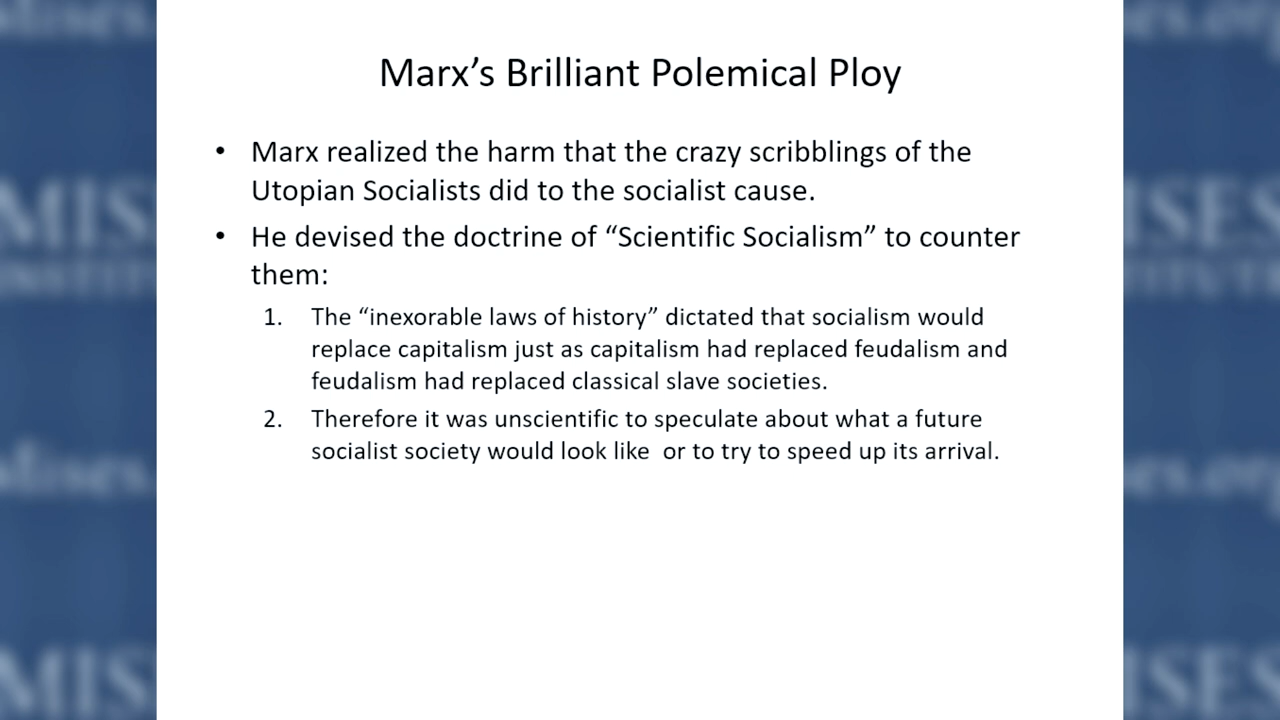 Marx’s Brilliant Polemical Ploy
• Marx realized the harm that the crazy scribblings of the
Utopian Socialists did to the socialist cause.
• He devised the doctrine of “Scientific Socialism” to counter
them:
1. The “inexorable laws of history” dictated that socialism would
replace capitalism just as capitalism had replaced feudalism and
feudalism had replaced classical slave societies.
2. Therefore it was unscientific to speculate about what a future
socialist society would look like  or to try to speed up its arrival.